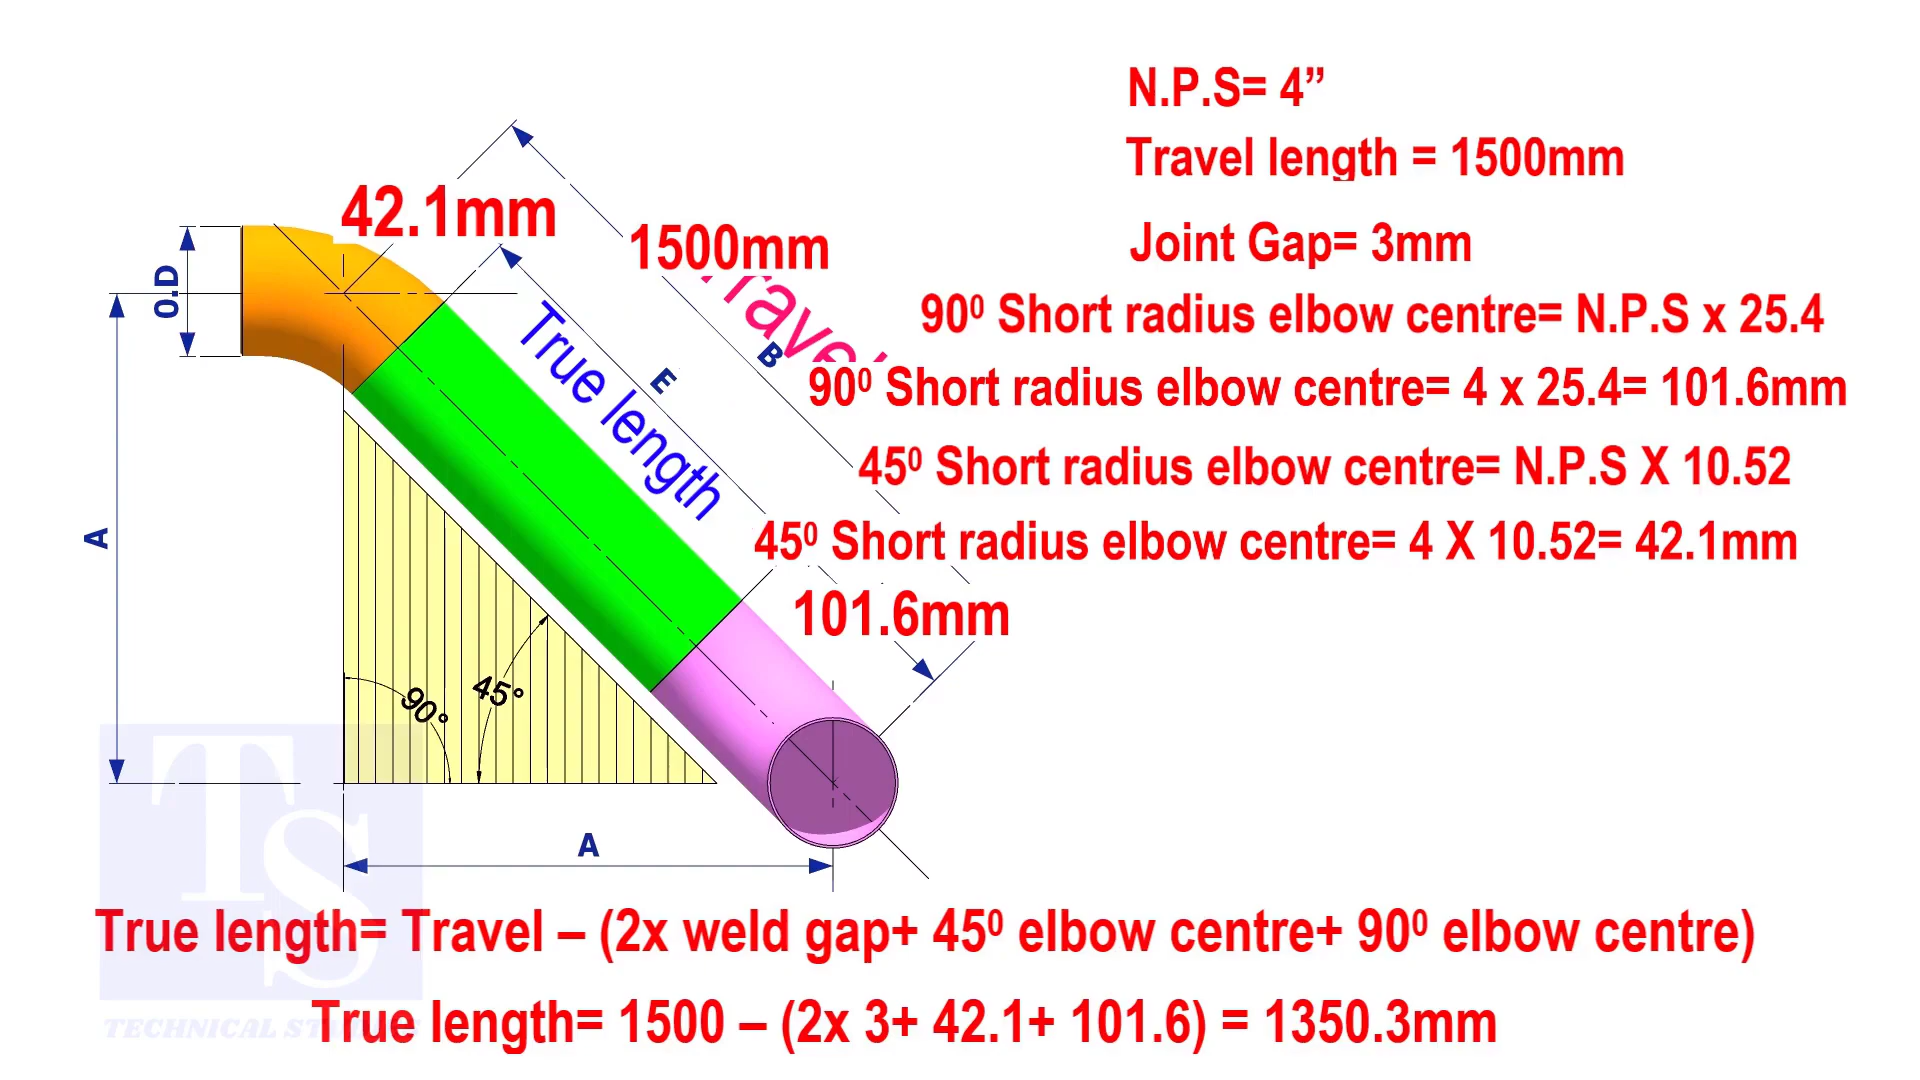 N.P.S= 4”
Travel length = 1500mm
42.1mm
1500mm
Joint Gap= 3mm
O.D
Travel
90⁰ Short radius elbow centre= N.P.S x 25.4
B
True length
E
90⁰ Short radius elbow centre= 4 x 25.4= 101.6mm
45⁰ Short radius elbow centre= N.P.S X 10.52
A
45⁰ Short radius elbow centre= 4 X 10.52= 42.1mm
101.6mm
90°
45°
A
TS
True length= Travel – (2x weld gap+ 45⁰ elbow centre+ 90⁰ elbow centre)
TECHNICAL
True length= 1500 – (2x 3+ 42.1+ 101.6) = 1350.3mm